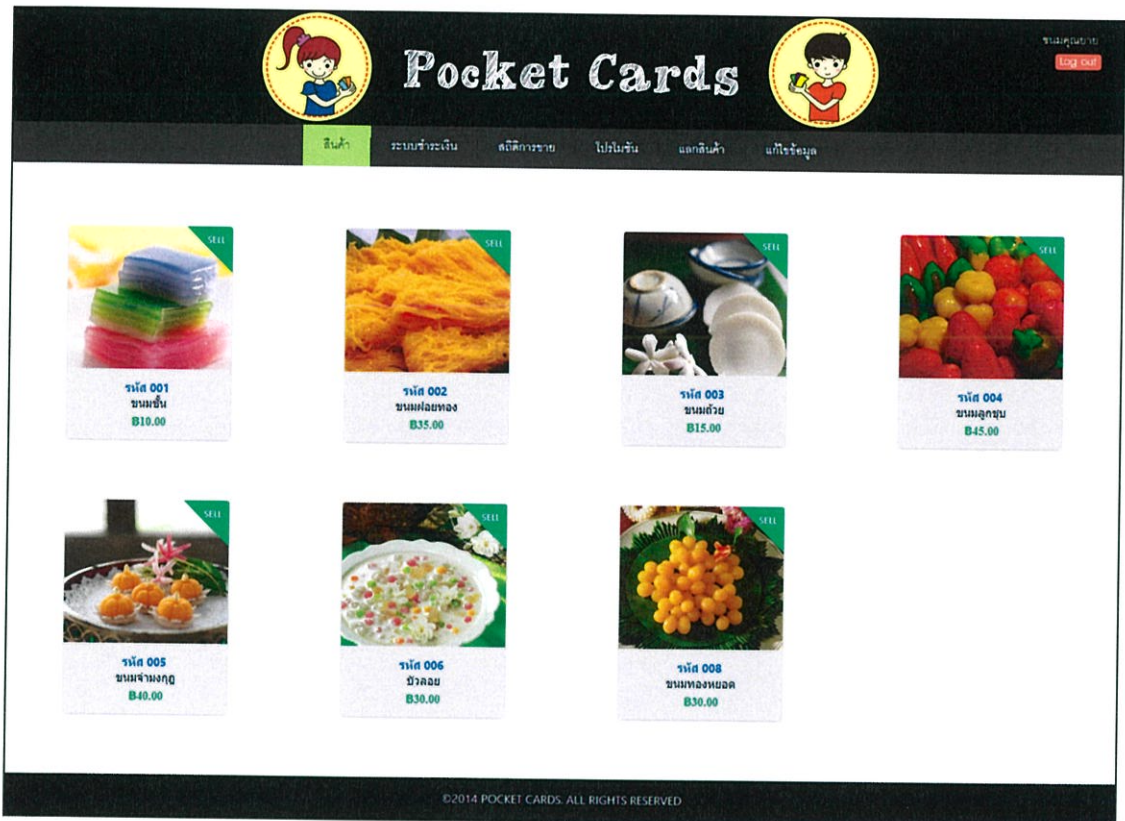 Pocket Cards
ขนมคุณยาย
Log out
สินค้า ระบบชำระเงิน สถิติการขาย โปรโมชัน แลกสินค้า แก้ไขข้อมูล
SELL SELL SELL SELL
รหัส 001 รหัส 002 รหัส 003 รหัส 004
ขนมชั้น ขนมฝอยทอง ขนมถ้วย ขนมลูกชุบ
฿10.00 ฿35.00 ฿15.00 ฿45.00
SELL SELL SELL
รหัส 005 รหัส 006 รหัส 008
ขนมจ่ามงกุฎ บัวลอย ขนมทองหยอด
฿40.00 ฿30.00 ฿30.00
©2014 POCKET CARDS. ALL RIGHTS RESERVED